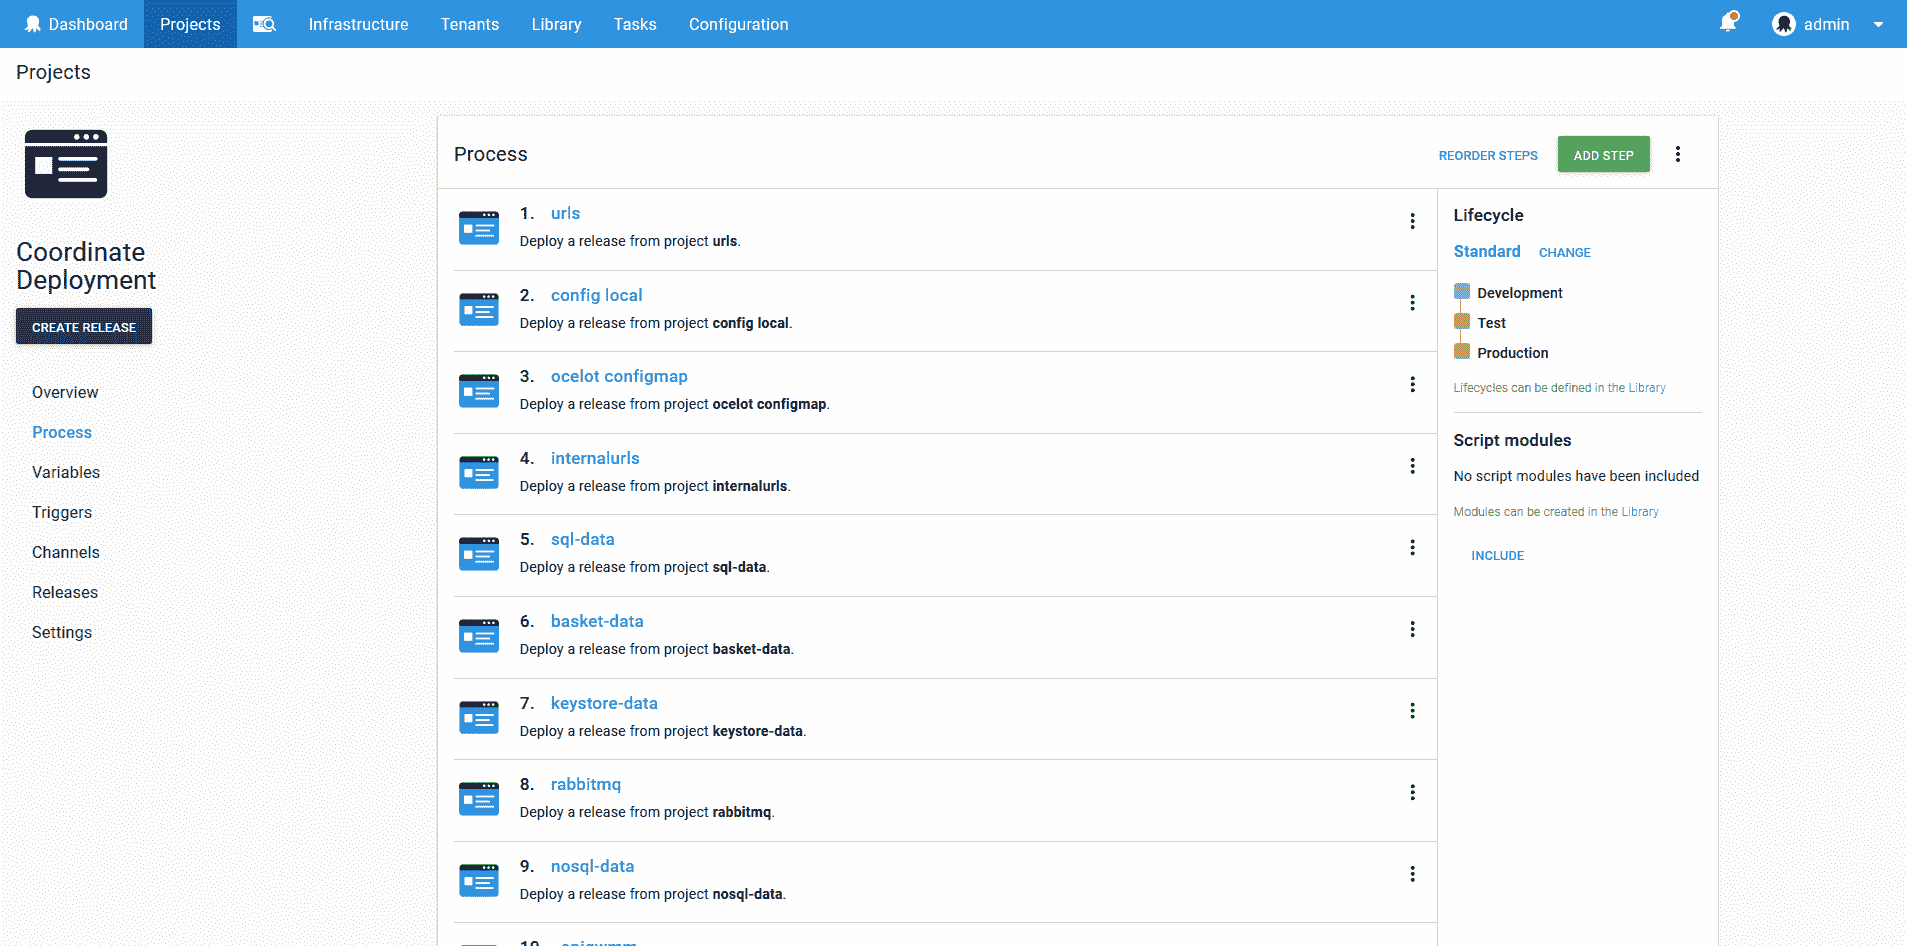 Dashboard Projects Infrastructure Tenants Library Tasks Configuration admin
Projects
Coordinate
Deployment
CREATE RELEASE
Overview
Process
Variables
Triggers
Channels
Releases
Settings
Process REORDER STEPS ADD STEP
1. urls
Deploy a release from project urls.
2. config local
Deploy a release from project config local.
3. ocelot configmap
Deploy a release from project ocelot configmap.
4. internalurls
Deploy a release from project internalurls.
5. sql-data
Deploy a release from project sql-data.
6. basket-data
Deploy a release from project basket-data.
7. keystore-data
Deploy a release from project keystore-data.
8. rabbitmq
Deploy a release from project rabbitmq.
9. nosql-data
Deploy a release from project nosql-data.
10.
Lifecycle
Standard CHANGE
Development
Test
Production
Lifecycles can be defined in the Library
Script modules
No script modules have been included
Modules can be created in the Library
INCLUDE